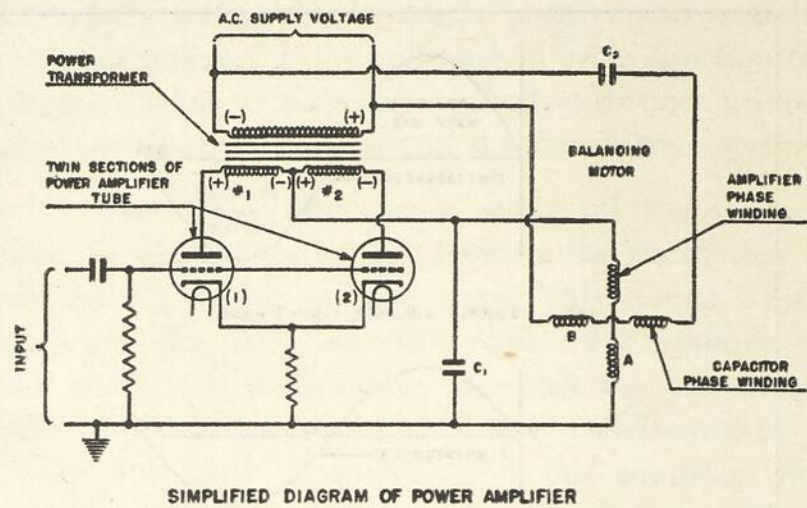 A.C. SUPPLY VOLTAGE
C₂
POWER
TRANSFORMER
(-) (+)
BALANCING
MOTOR
TWIN SECTIONS OF
POWER AMPLIFIER
TUBE
(+) #1 (-) (+) #2 (-)
AMPLIFIER
PHASE
WINDING
(1) (2)
INPUT
B
A
C₁
CAPACITOR
PHASE WINDING
SIMPLIFIED DIAGRAM OF POWER AMPLIFIER